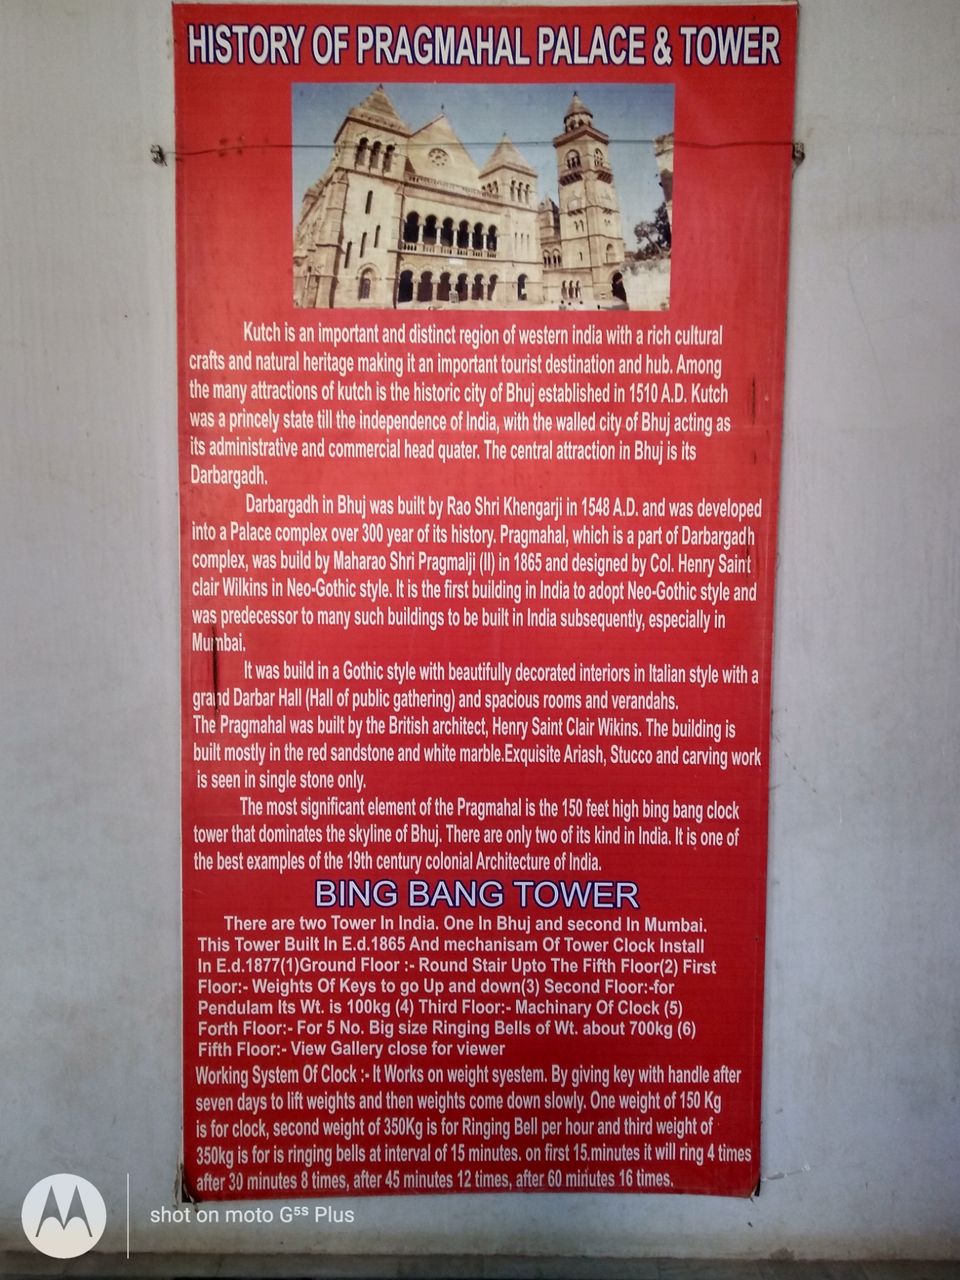 HISTORY OF PRAGMAHAL PALACE & TOWER
Kutch is an important and distinct region of western india with a rich cultural
crafts and natural heritage making it an important tourist destination and hub. Among
the many attractions of kutch is the historic city of Bhuj established in 1510 A.D. Kutch
was a princely state till the independence of India, with the walled city of Bhuj acting as
its administrative and commercial head quater. The central attraction in Bhuj is its
Darbargadh.
Darbargadh in Bhuj was built by Rao Shri Khengarji in 1548 A.D. and was developed
into a Palace complex over 300 year of its history. Pragmahal, which is a part of Darbargadh
complex, was build by Maharao Shri Pragmalji (II) in 1865 and designed by Col. Henry Saint
clair Wilkins in Neo-Gothic style. It is the first building in India to adopt Neo-Gothic style and
was predecessor to many such buildings to be built in India subsequently, especially in
Mumbai.
It was build in a Gothic style with beautifully decorated interiors in Italian style with a
grand Darbar Hall (Hall of public gathering) and spacious rooms and verandahs.
The Pragmahal was built by the British architect, Henry Saint Clair Wikins. The building is
built mostly in the red sandstone and white marble.Exquisite Ariash, Stucco and carving work
is seen in single stone only.
The most significant element of the Pragmahal is the 150 feet high bing bang clock
tower that dominates the skyline of Bhuj. There are only two of its kind in India. It is one of
the best examples of the 19th century colonial Architecture of India.
BING BANG TOWER
There are two Tower In India. One In Bhuj and second In Mumbai.
This Tower Built In E.d.1865 And mechanisam Of Tower Clock Install
In E.d.1877(1)Ground Floor :- Round Stair Upto The Fifth Floor(2) First
Floor:- Weights Of Keys to go Up and down(3) Second Floor:-for
Pendulam Its Wt. is 100kg (4) Third Floor:- Machinary Of Clock (5)
Forth Floor:- For 5 No. Big size Ringing Bells of Wt. about 700kg (6)
Fifth Floor:- View Gallery close for viewer
Working System Of Clock :- It Works on weight syestem. By giving key with handle after
seven days to lift weights and then weights come down slowly. One weight of 150 Kg
is for clock, second weight of 350Kg is for Ringing Bell per hour and third weight of
350kg is for is ringing bells at interval of 15 minutes. on first 15.minutes it will ring 4 times
after 30 minutes 8 times, after 45 minutes 12 times, after 60 minutes 16 times.
shot on moto G⁵ˢ Plus